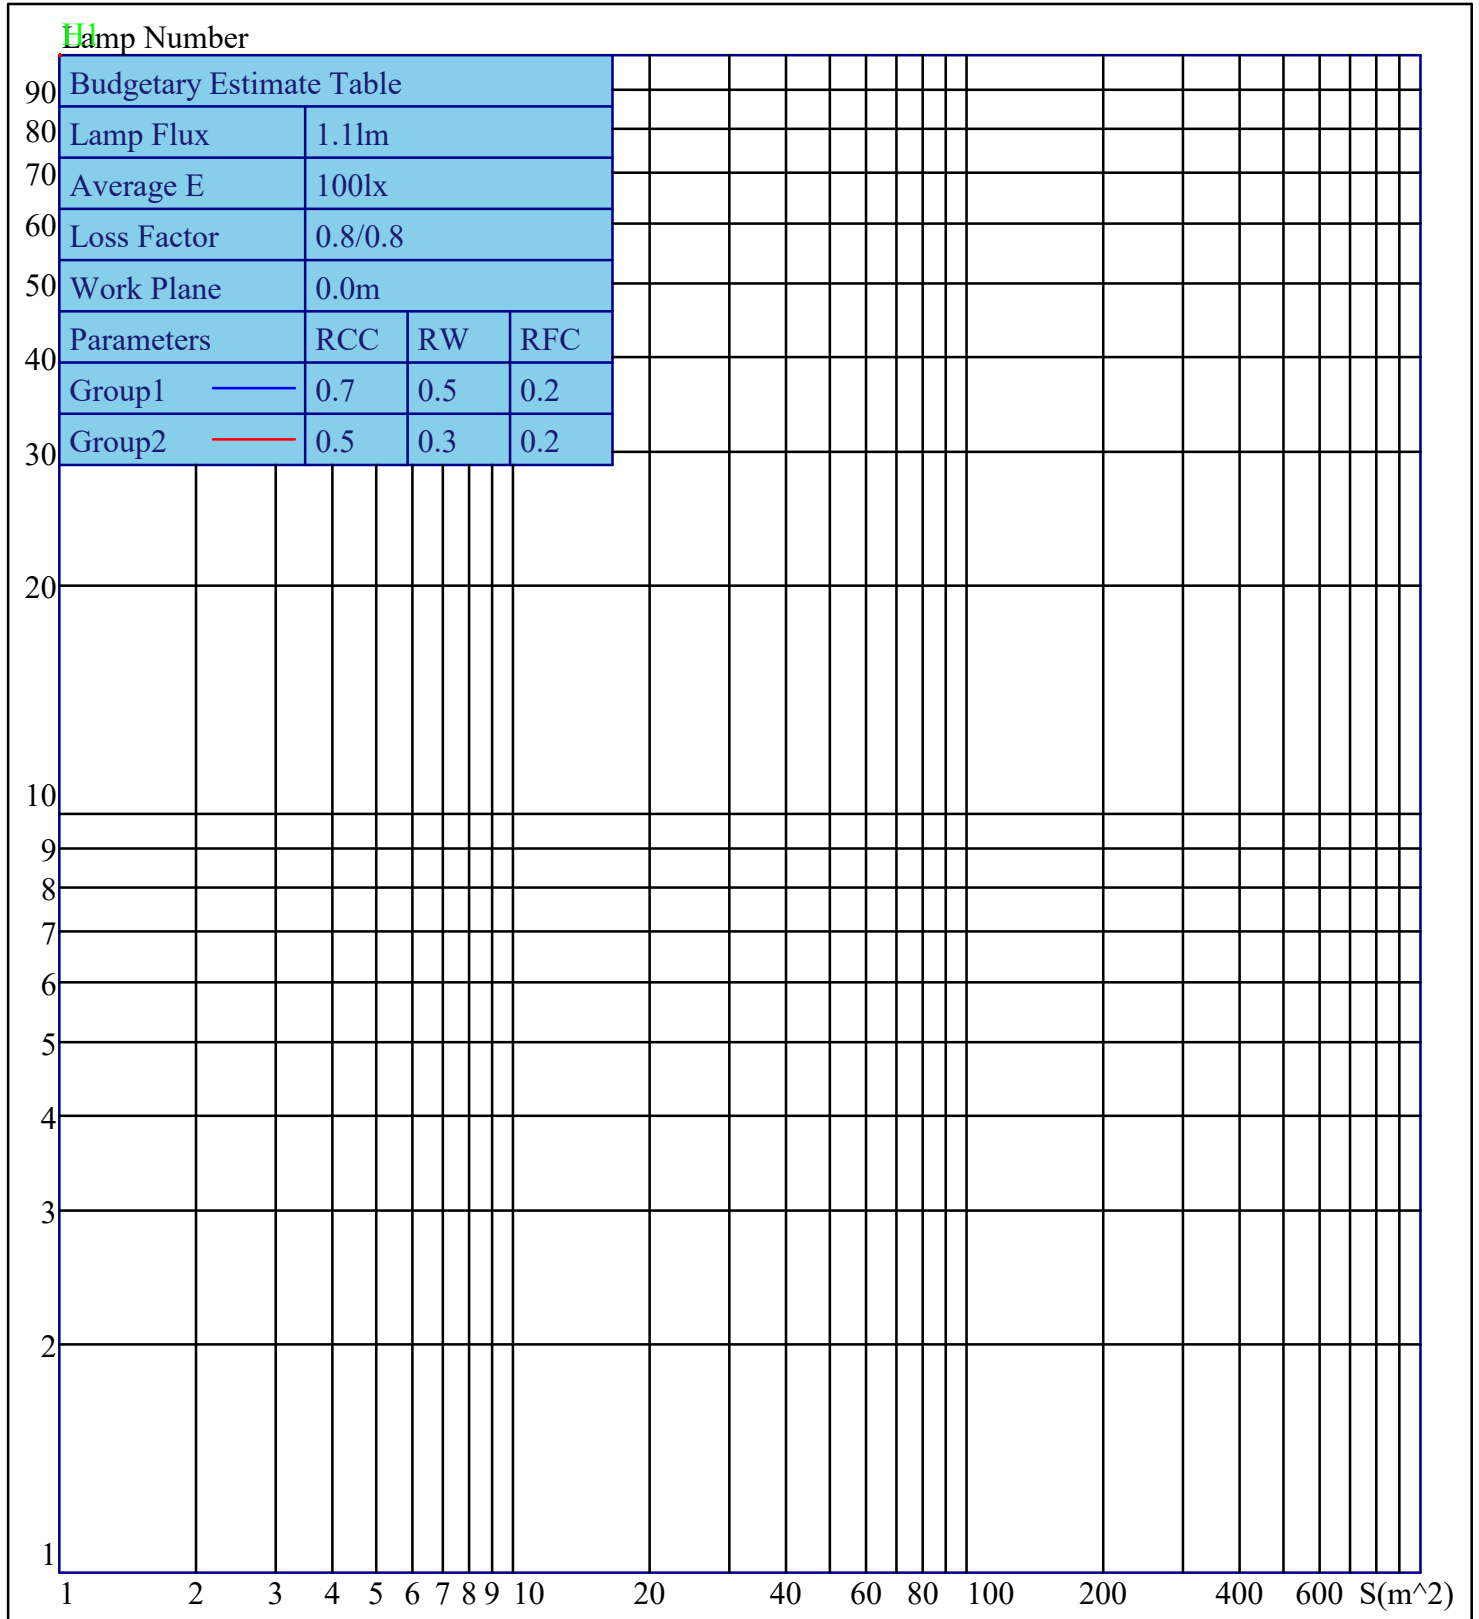 Lamp Number
Budgetary Estimate Table
Lamp Flux 1.1lm
Average E 100lx
Loss Factor 0.8/0.8
Work Plane 0.0m
Parameters RCC RW RFC
Group1 0.7 0.5 0.2
Group2 0.5 0.3 0.2
90
80
70
60
50
40
30
20
10
9
8
7
6
5
4
3
2
1
1 2 3 4 5 6 7 8 9 10 20 40 60 80 100 200 400 600 S(m^2)